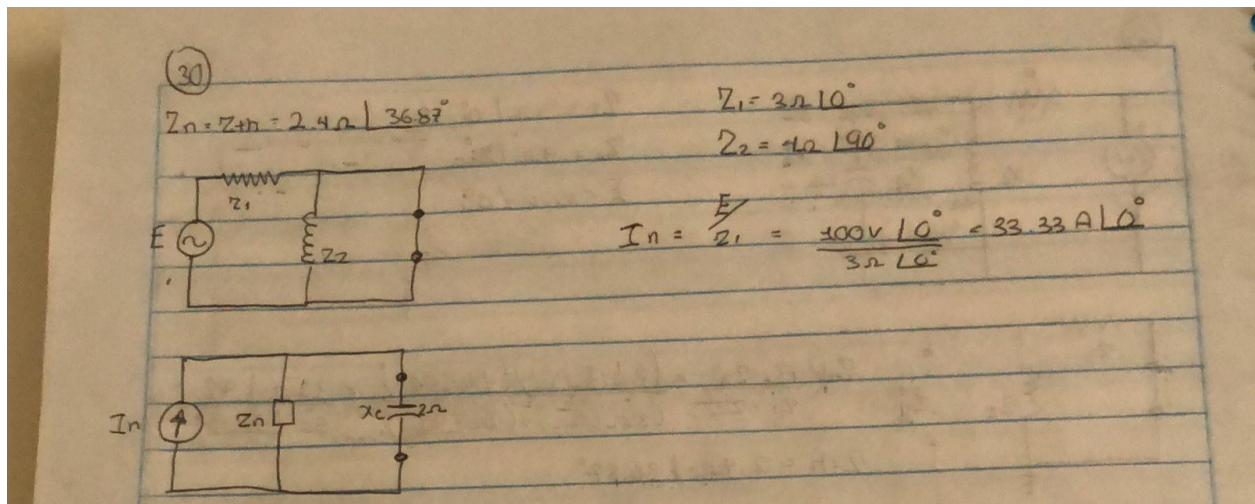 30
Zn = Zth = 2.4Ω ∠36.87°
Z1 = 3Ω ∠0°
Z2 = 4Ω ∠90°
Z1
E
Z2
In = E/Z1 = 100V ∠0° / 3Ω ∠0° = 33.33 A ∠0°
In
Zn
Xc
2Ω